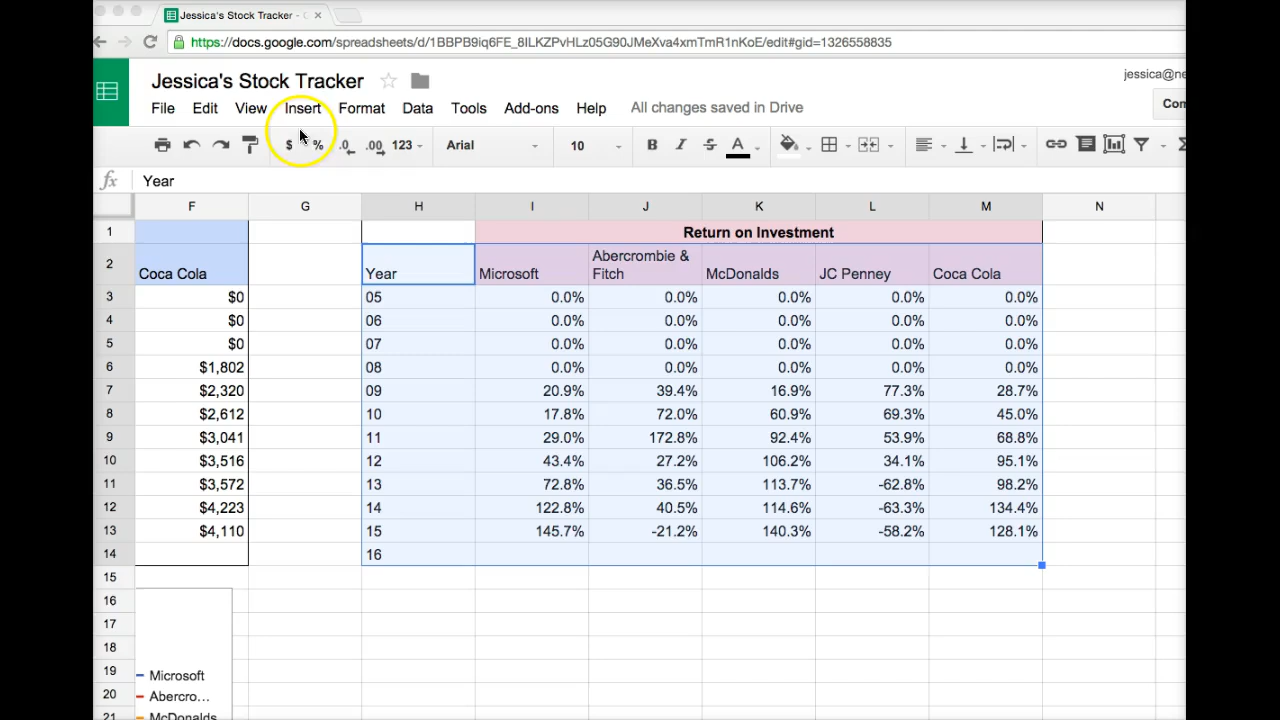 Jessica's Stock Tracker -
https://docs.google.com/spreadsheets/d/1BBPB9iq6FE_8ILKZPvHLz05G90JMeXva4xmTmR1nKoE/edit#gid=1326558835
Jessica's Stock Tracker
jessica@ne
File Edit View Insert Format Data Tools Add-ons Help All changes saved in Drive
Com
$ % .0 .00 123 Arial 10 B I S A Σ
fx Year
F G H I J K L M N
1 Return on Investment
2 Coca Cola Year Microsoft Abercrombie & Fitch McDonalds JC Penney Coca Cola
3 $0 05 0.0% 0.0% 0.0% 0.0% 0.0%
4 $0 06 0.0% 0.0% 0.0% 0.0% 0.0%
5 $0 07 0.0% 0.0% 0.0% 0.0% 0.0%
6 $1,802 08 0.0% 0.0% 0.0% 0.0% 0.0%
7 $2,320 09 20.9% 39.4% 16.9% 77.3% 28.7%
8 $2,612 10 17.8% 72.0% 60.9% 69.3% 45.0%
9 $3,041 11 29.0% 172.8% 92.4% 53.9% 68.8%
10 $3,516 12 43.4% 27.2% 106.2% 34.1% 95.1%
11 $3,572 13 72.8% 36.5% 113.7% -62.8% 98.2%
12 $4,223 14 122.8% 40.5% 114.6% -63.3% 134.4%
13 $4,110 15 145.7% -21.2% 140.3% -58.2% 128.1%
14 16
15
16
17
18
19 Microsoft
20 Abercro...
21 McDonalds